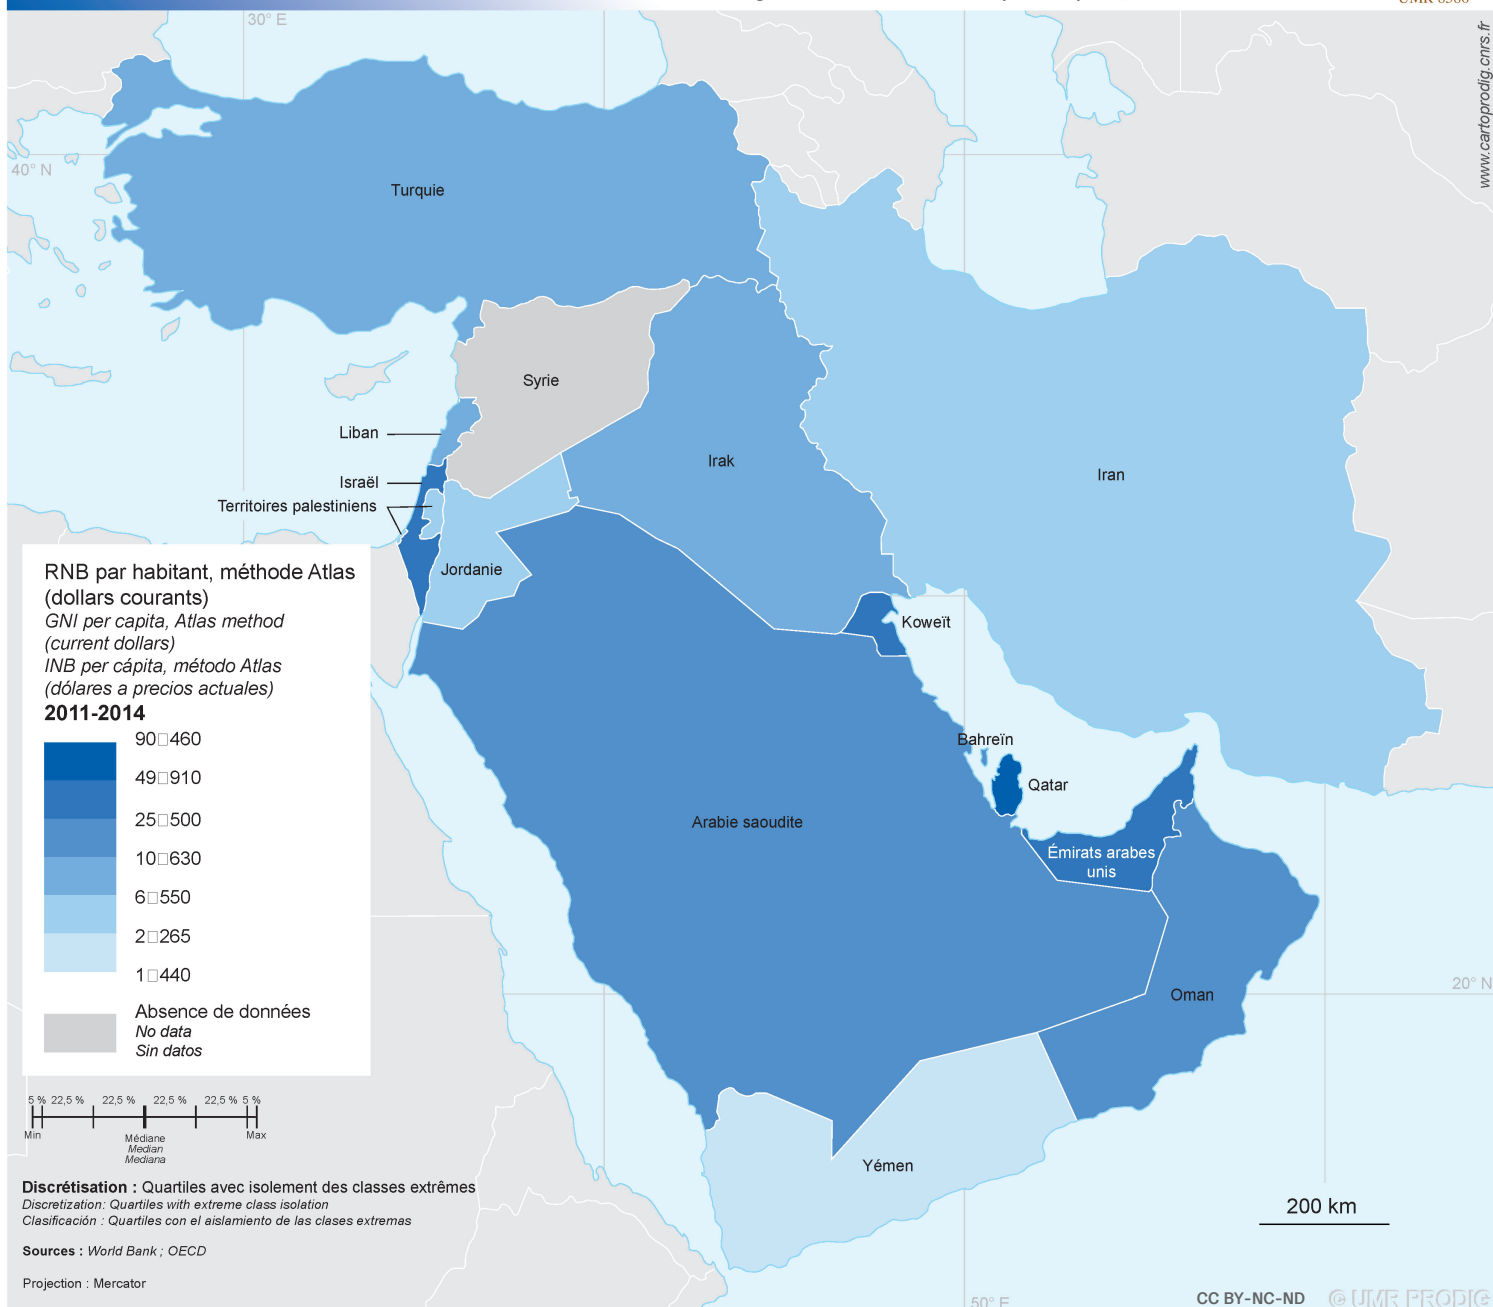 30° E
www.cartoprodig.cnrs.fr
40° N
Turquie
Syrie
Liban
Irak
Iran
Israël
Territoires palestiniens
Jordanie
Koweït
Bahreïn
Qatar
Arabie saoudite
Émirats arabes
unis
Oman
20° N
Yémen
RNB par habitant, méthode Atlas
(dollars courants)
GNI per capita, Atlas method
(current dollars)
INB per cápita, método Atlas
(dólares a precios actuales)
2011-2014
90□460
49□910
25□500
10□630
6□550
2□265
1□440
Absence de données
No data
Sin datos
5 % 22,5 % 22,5 % 22,5 % 22,5 % 5 %
Min Max
Médiane
Median
Mediana
Discrétisation : Quartiles avec isolement des classes extrêmes
Discretization: Quartiles with extreme class isolation
Clasificación : Quartiles con el aislamiento de las clases extremas
Sources : World Bank ; OECD
Projection : Mercator
200 km
50° E
CC BY-NC-ND © UMR PRODIG